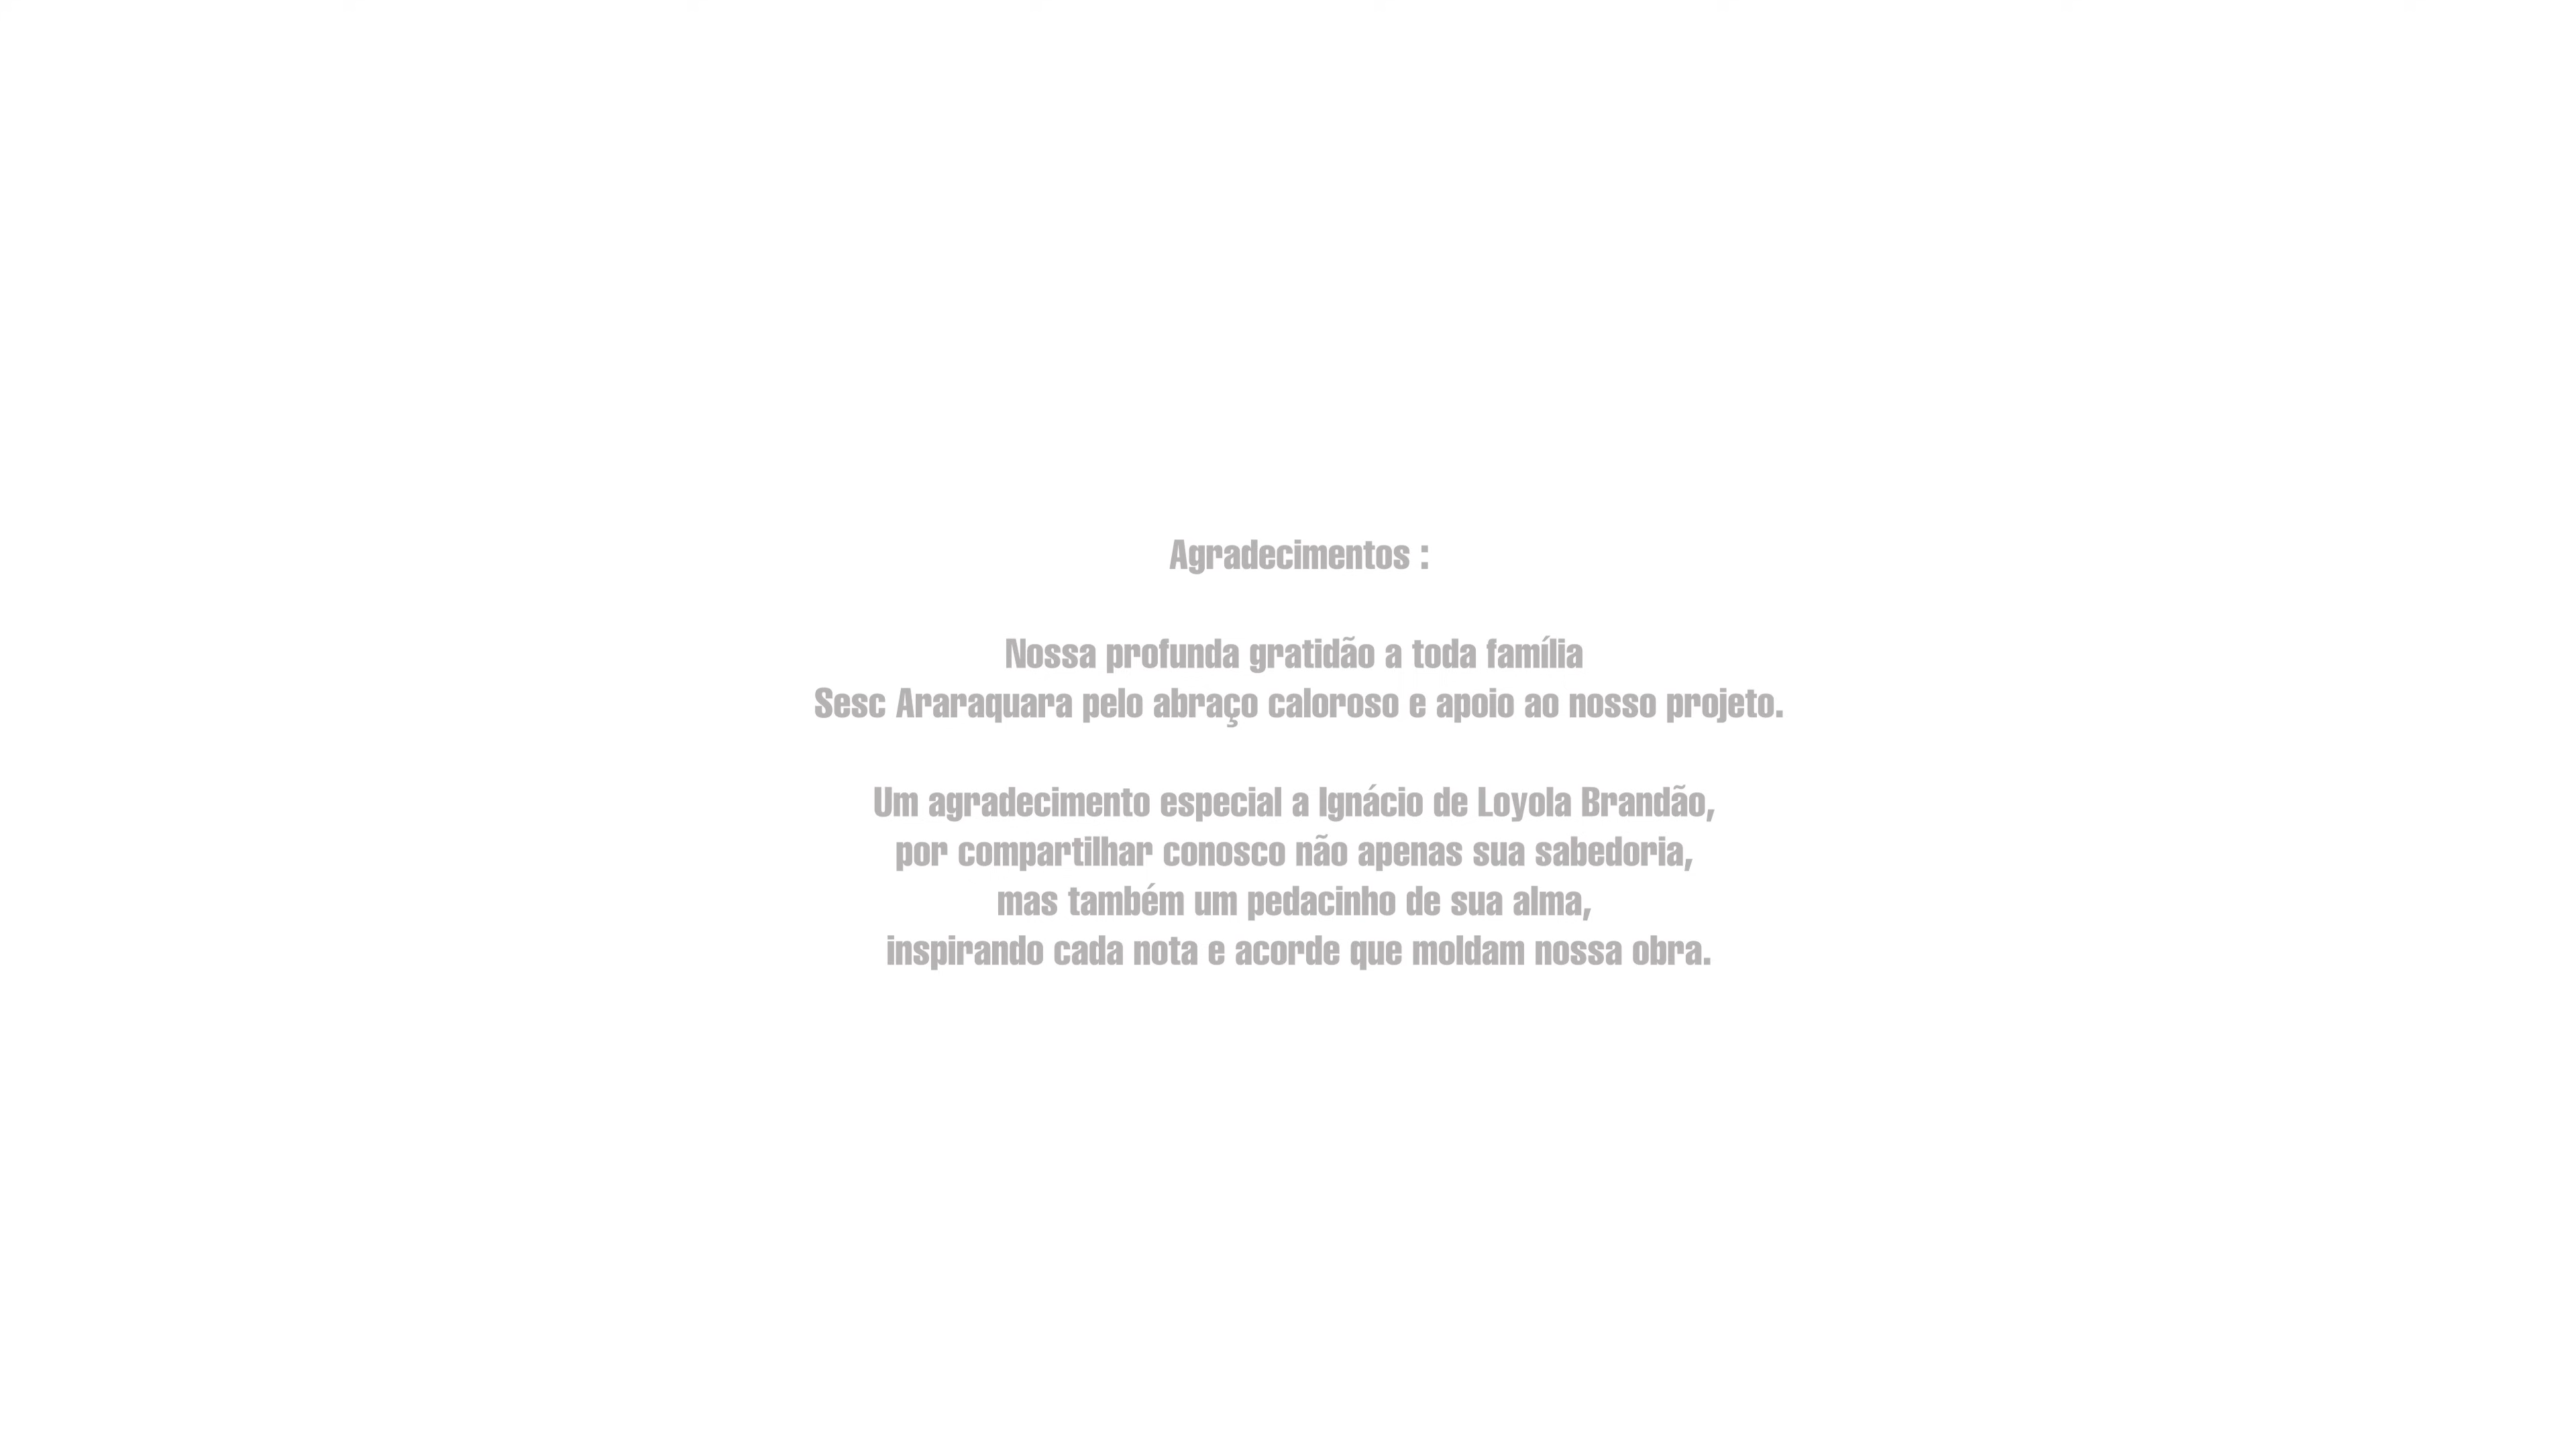 Agradecimentos :
Nossa profunda gratidão a toda família
Sesc Araraquara pelo abraço caloroso e apoio ao nosso projeto.
Um agradecimento especial a Ignácio de Loyola Brandão,
por compartilhar conosco não apenas sua sabedoria,
mas também um pedacinho de sua alma,
inspirando cada nota e acorde que moldam nossa obra.